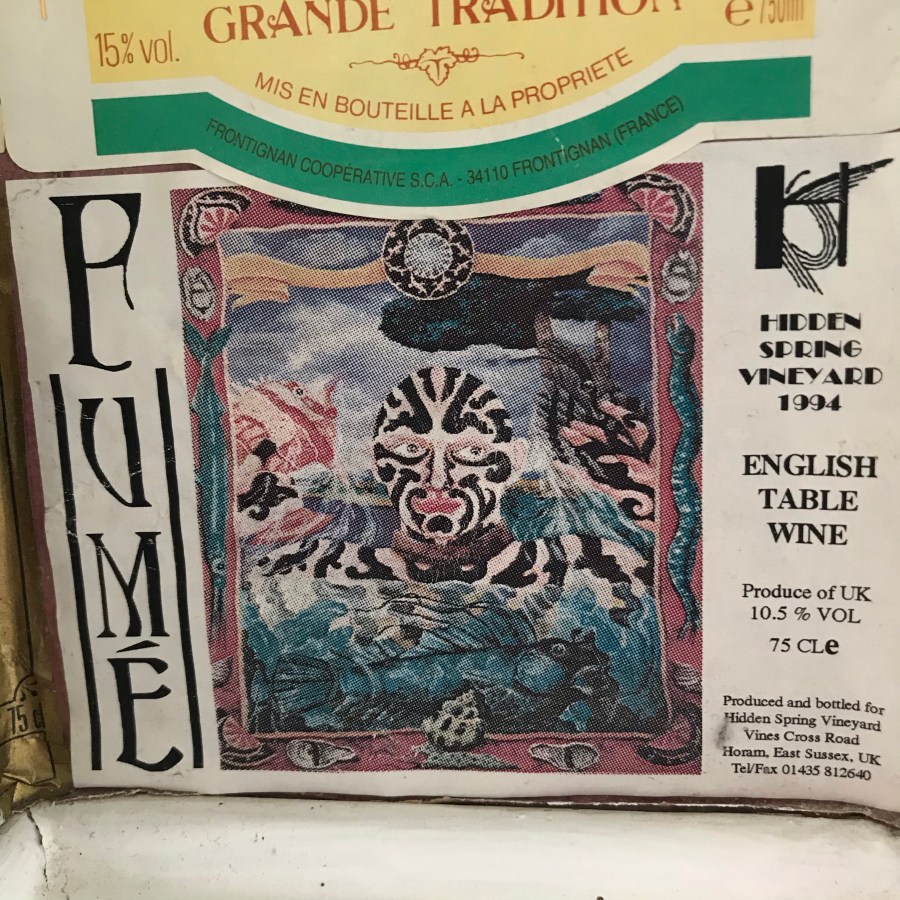 GRANDE TRADITION
15% vol.
e 750ml
MIS EN BOUTEILLE A LA PROPRIETE
FRONTIGNAN COOPÉRATIVE S.C.A. - 34110 FRONTIGNAN (FRANCE)
FUMÉ
HIDDEN
SPRING
VINEYARD
1994
ENGLISH
TABLE
WINE
Produce of UK
10.5 % VOL
75 CLe
Produced and bottled for
Hidden Spring Vineyard
Vines Cross Road
Horam, East Sussex, UK
Tel/Fax 01435 812640
75 cl